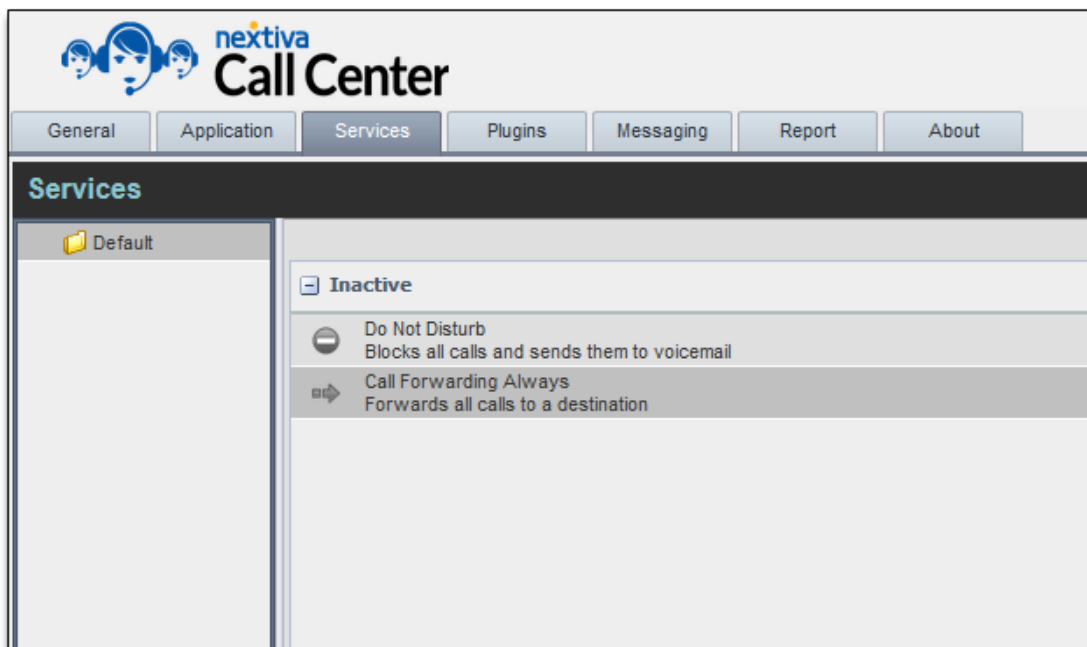 nextiva
Call Center
General Application Services Plugins Messaging Report About
Services
Default
Inactive
Do Not Disturb
Blocks all calls and sends them to voicemail
Call Forwarding Always
Forwards all calls to a destination